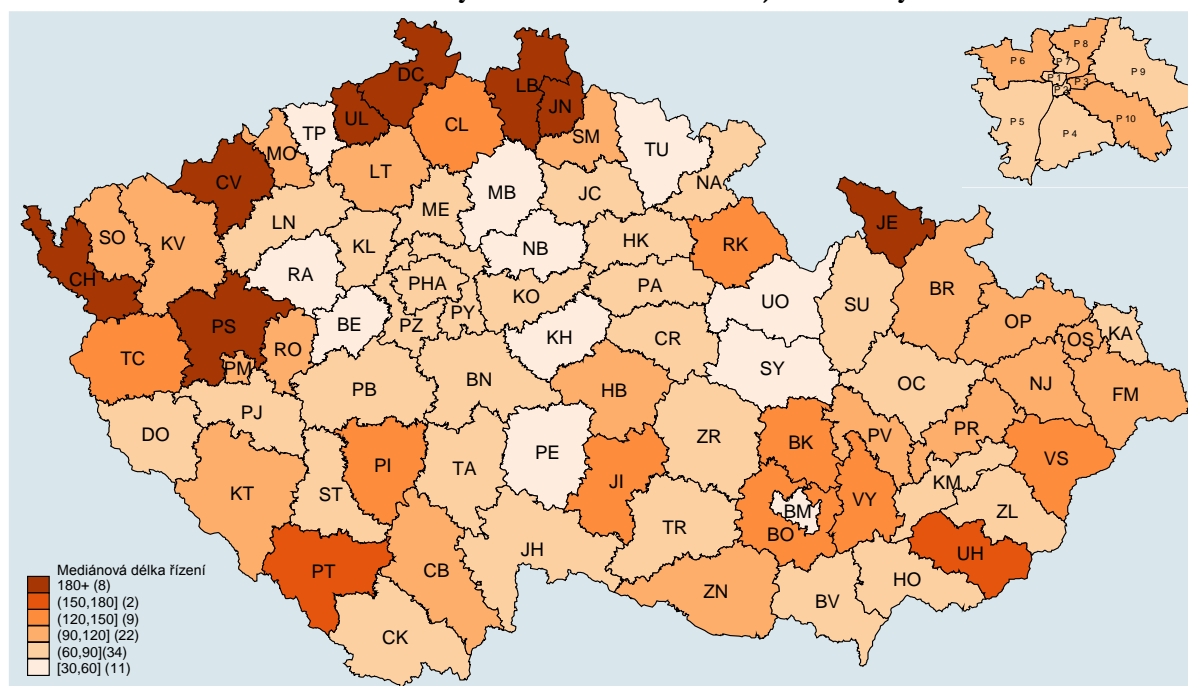 DC
LB
JN
UL
TP
CL
SM
TU
MO
CV
LT
MB
JC
NA
ME
LN
SO
KV
KL
NB
HK
RK
JE
CH
RA
PHA
KO
PA
UO
SU
BR
PS
BE
PZ
PY
OP
OS
KA
TC
RO
PM
KH
CR
SY
PB
BN
HB
OC
NJ
FM
PJ
DO
ZR
BK
PV
PR
VS
KT
ST
PI
TA
PE
JI
BM
VY
KM
ZL
TR
BO
JH
UH
PT
CB
ZN
BV
HO
CK
P 8
P 6
P 9
P 1
P 3
P 10
P 5
P 4
Mediánová délka řízení
180+ (8)
(150,180] (2)
(120,150] (9)
(90,120] (22)
(60,90](34)
[30,60] (11)